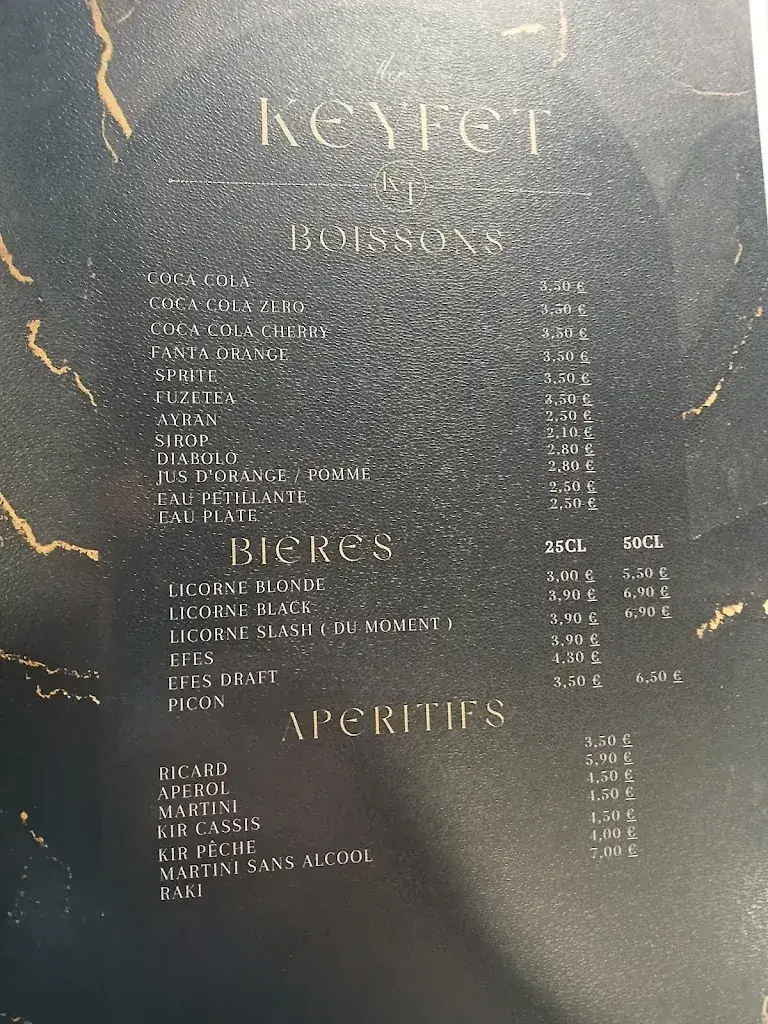 KEYFET
KT
BOISSONS
COCA COLA 3,50 €
COCA COLA ZERO 3,50 €
COCA COLA CHERRY 3,50 €
FANTA ORANGE 3,50 €
SPRITE 3,50 €
FUZETEA 3,50 €
AYRAN 2,50 €
SIROP 2,10 €
DIABOLO 2,80 €
JUS D'ORANGE / POMME 2,80 €
EAU PETILLANTE 2,50 €
EAU PLATE 2,50 €
BIERES 25CL 50CL
LICORNE BLONDE 3,00 € 5,50 €
LICORNE BLACK 3,90 € 6,90 €
LICORNE SLASH ( DU MOMENT ) 3,90 € 6,90 €
EFES 3,90 €
EFES DRAFT 4,30 €
PICON 3,50 € 6,50 €
APERITIFS
RICARD 3,50 €
APEROL 5,90 €
MARTINI 4,50 €
KIR CASSIS 4,50 €
KIR PÊCHE 4,50 €
MARTINI SANS ALCOOL 4,00 €
RAKI 7,00 €